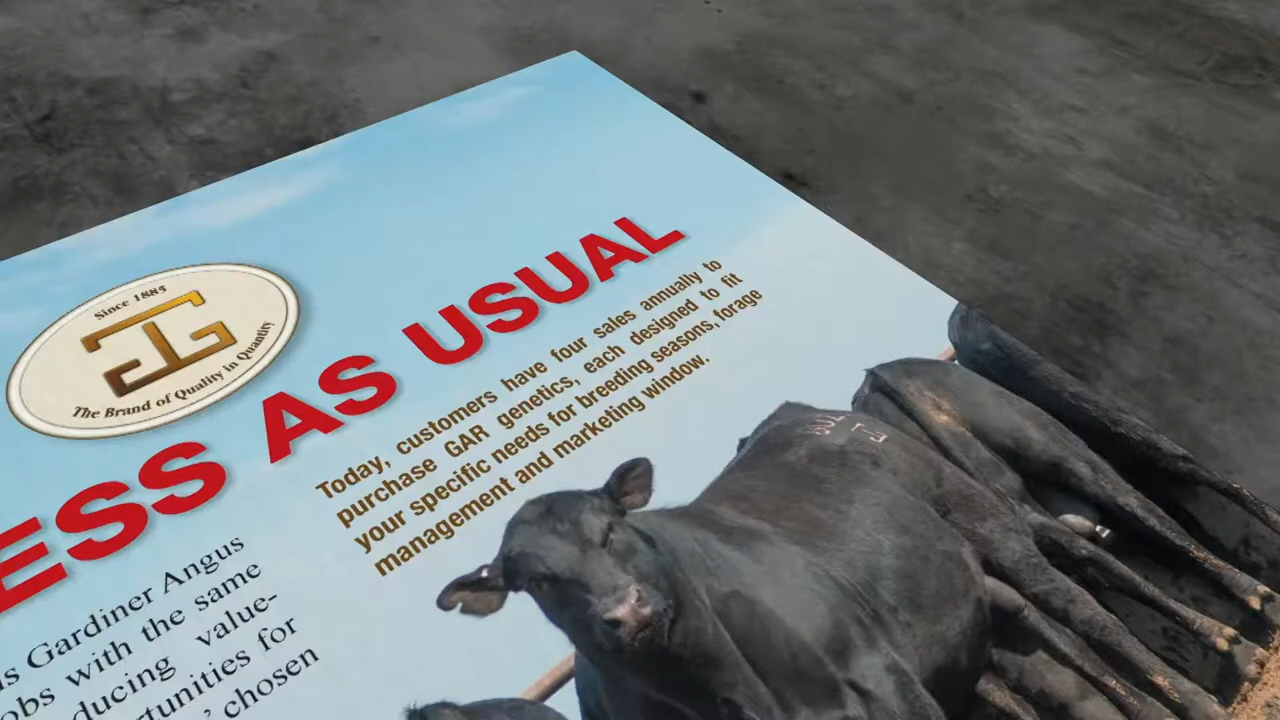 Since 1885
The Brand of Quality in Quantity
ESS AS USUAL
Today, customers have four sales annually to
purchase GAR genetics, each designed to fit
your specific needs for breeding seasons, forage
management and marketing window.
Gardiner Angus
with the same
value-
for
chosen